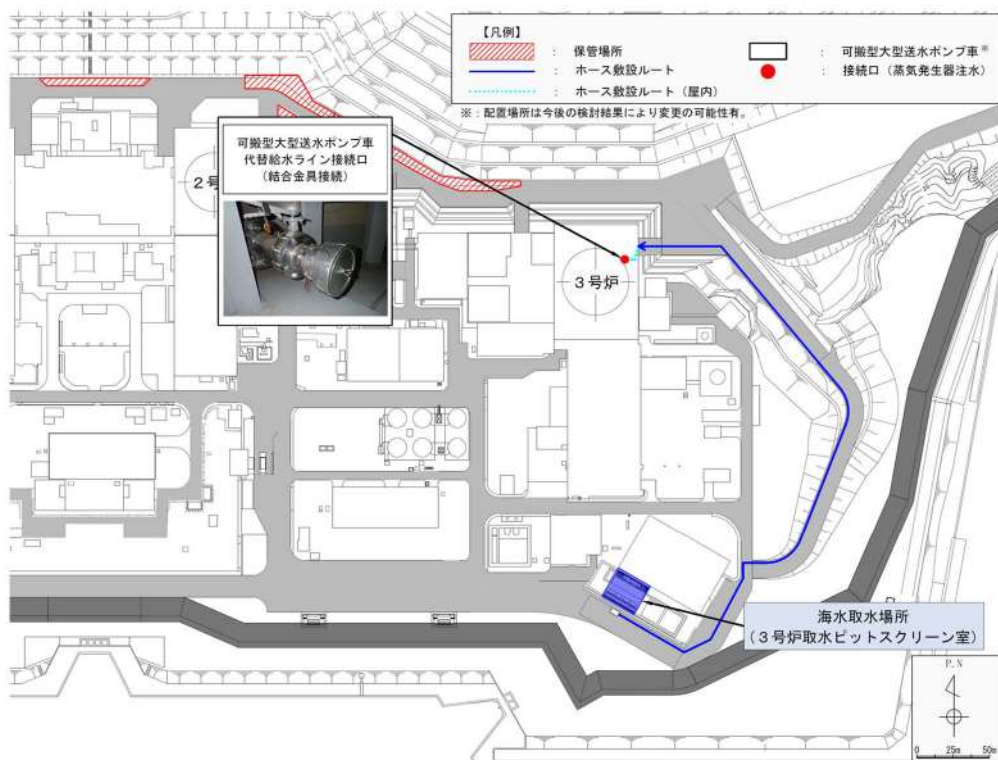 【凡例】
： 保管場所
： ホース敷設ルート
： ホース敷設ルート（屋内）
： 可搬型大型送水ポンプ車※
： 接続口（蒸気発生器注水）
※：配置場所は今後の検討結果により変更の可能性有。
可搬型大型送水ポンプ車
代替給水ライン接続口
（結合金具接続）
2号
3号炉
海水取水場所
（3号炉取水ピットスクリーン室）
P.N
0 25m 50m